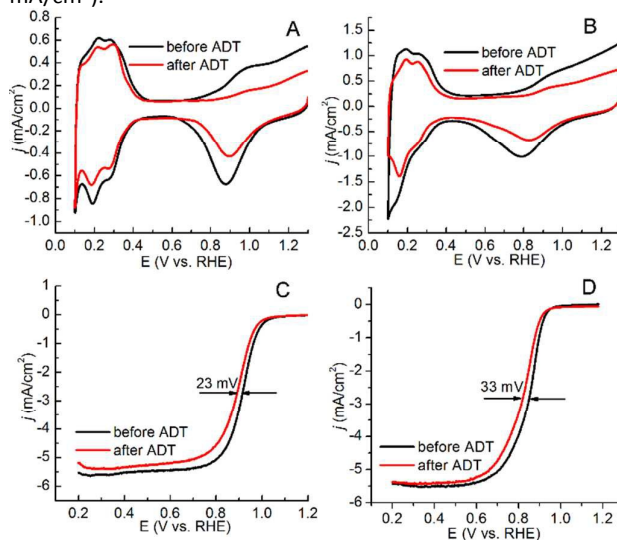 mA/cm²).
A
before ADT
after ADT
j (mA/cm²)
0.8
0.6
0.4
0.2
0.0
-0.2
-0.4
-0.6
-0.8
-1.0
0.0 0.2 0.4 0.6 0.8 1.0 1.2
E (V vs. RHE)
B
before ADT
after ADT
j (mA/cm²)
1.5
1.0
0.5
0.0
-0.5
-1.0
-1.5
-2.0
-2.5
0.0 0.2 0.4 0.6 0.8 1.0 1.2
E (V vs. RHE)
C
23 mV
before ADT
after ADT
j (mA/cm²)
0
-1
-2
-3
-4
-5
-6
0.2 0.4 0.6 0.8 1.0 1.2
E (V vs. RHE)
D
33 mV
before ADT
after ADT
j (mA/cm²)
0
-1
-2
-3
-4
-5
-6
0.2 0.4 0.6 0.8 1.0 1.2
E (V vs. RHE)